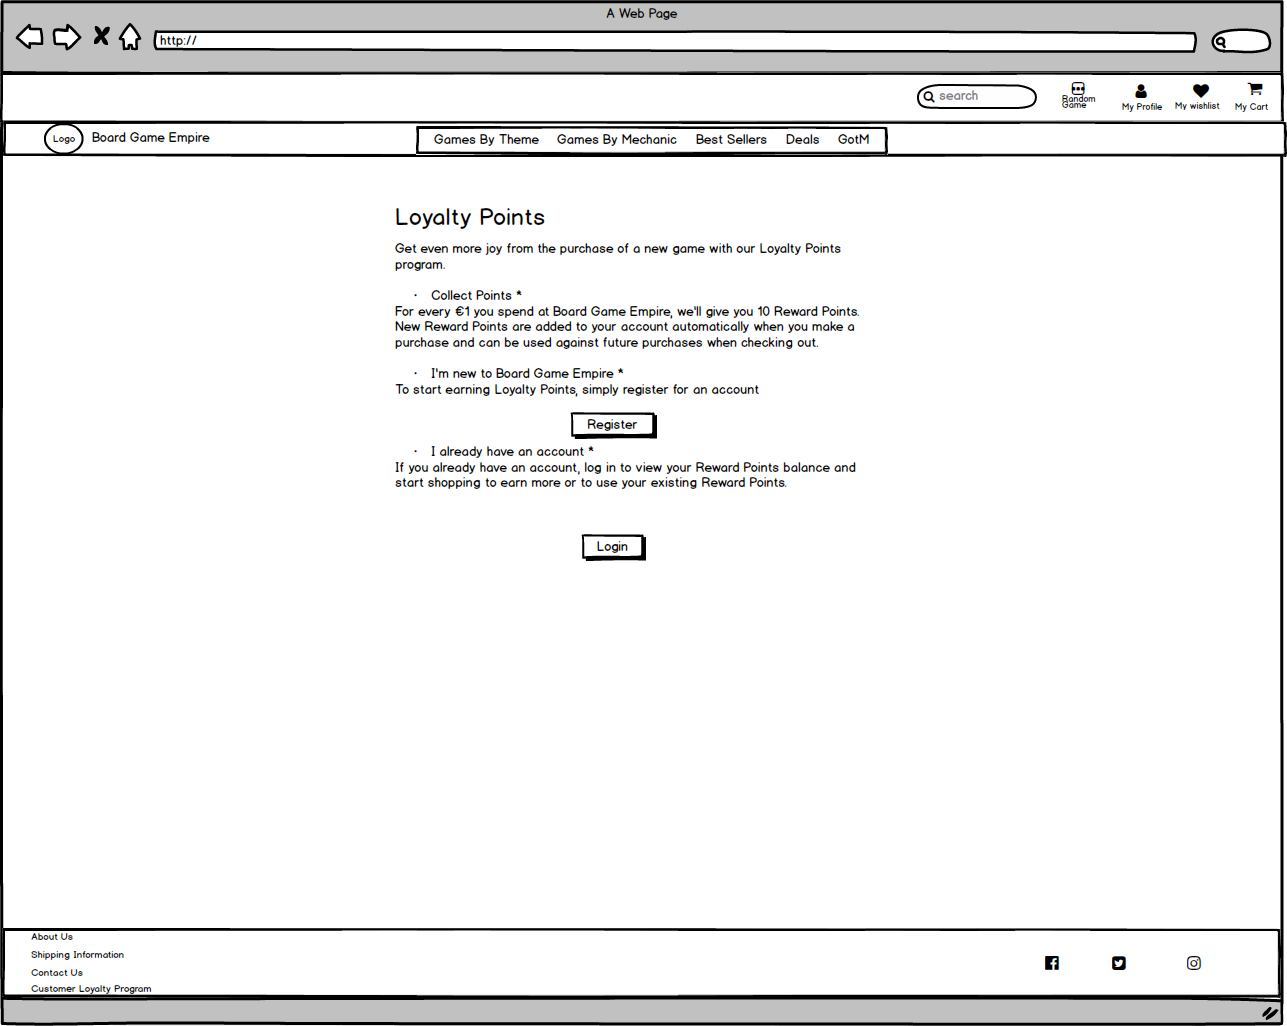 A Web Page
http://
search
Random
Game
My Profile
My wishlist
My Cart
Logo
Board Game Empire
Games By Theme
Games By Mechanic
Best Sellers
Deals
GotM
Loyalty Points
Get even more joy from the purchase of a new game with our Loyalty Points
program.
· Collect Points *
For every €1 you spend at Board Game Empire, we'll give you 10 Reward Points.
New Reward Points are added to your account automatically when you make a
purchase and can be used against future purchases when checking out.
· I'm new to Board Game Empire *
To start earning Loyalty Points, simply register for an account
Register
· I already have an account *
If you already have an account, log in to view your Reward Points balance and
start shopping to earn more or to use your existing Reward Points.
Login
About Us
Shipping Information
Contact Us
Customer Loyalty Program